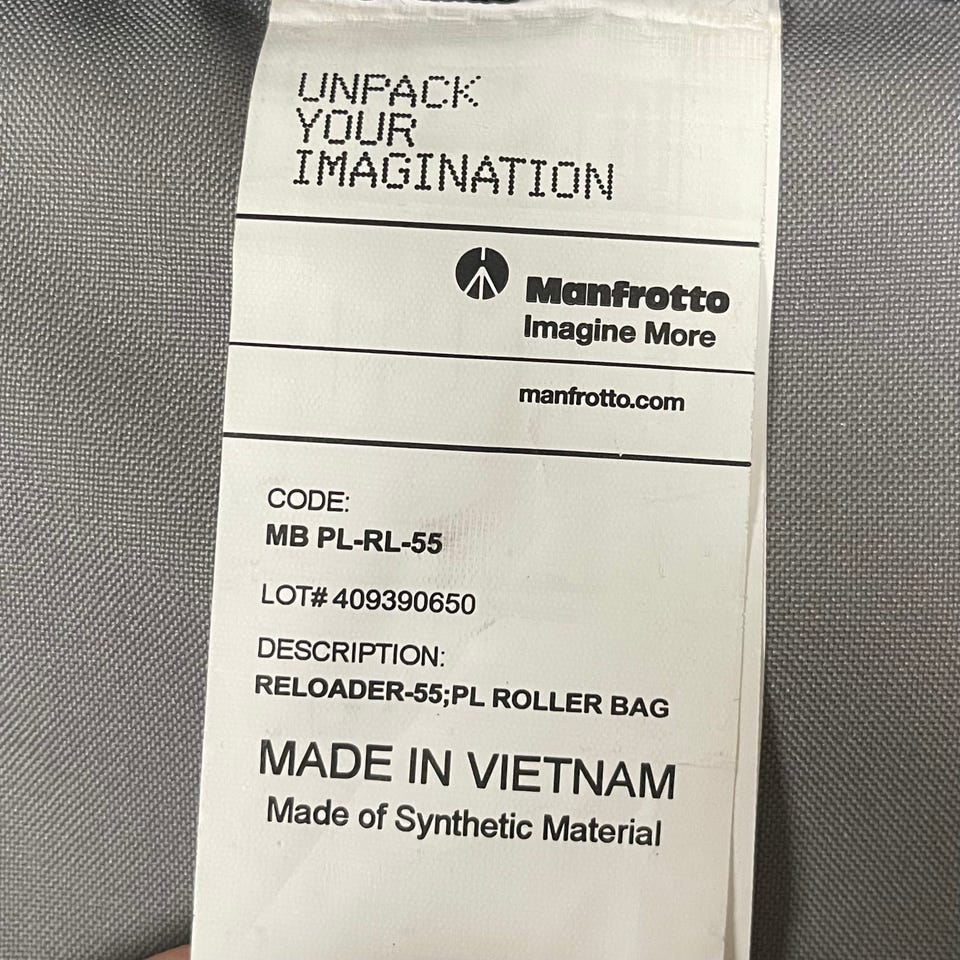 UNPACK
YOUR
IMAGINATION
Manfrotto
Imagine More
manfrotto.com
CODE:
MB PL-RL-55
LOT# 409390650
DESCRIPTION:
RELOADER-55;PL ROLLER BAG
MADE IN VIETNAM
Made of Synthetic Material